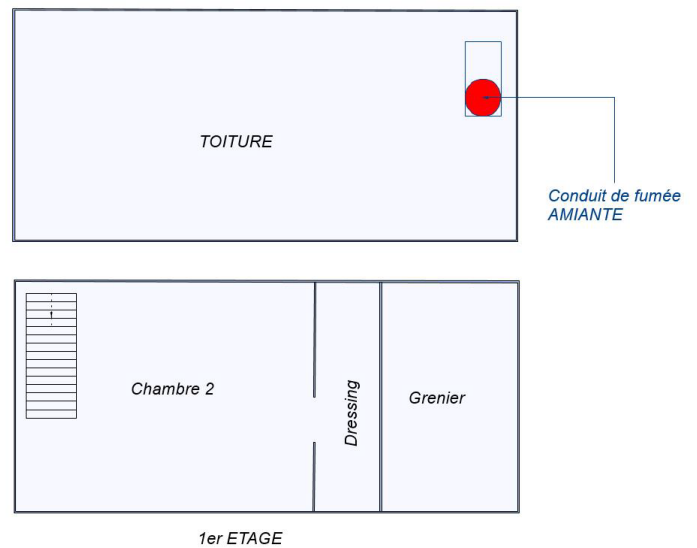 TOITURE
Conduit de fumée
AMIANTE
Chambre 2
Dressing
Grenier
1er ETAGE